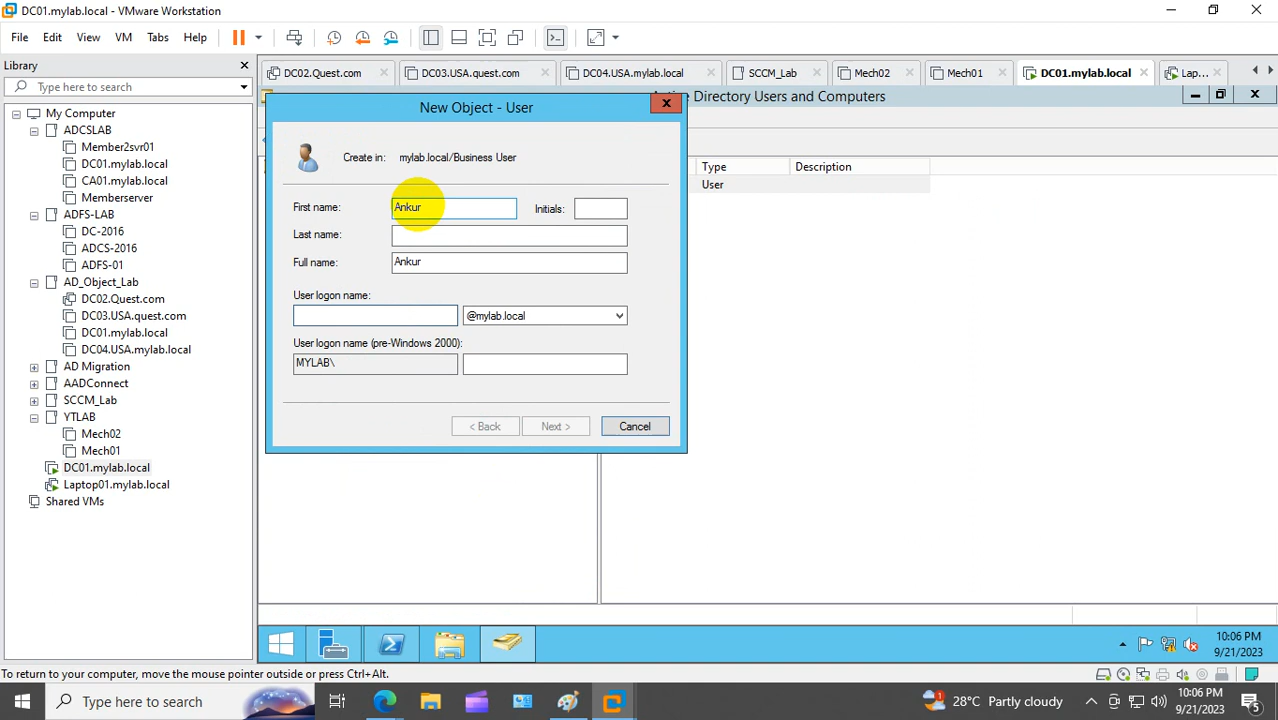 DC01.mylab.local - VMware Workstation
File Edit View VM Tabs Help
Library
Type here to search
My Computer
ADCSLAB
Member2svr01
DC01.mylab.local
CA01.mylab.local
Memberserver
ADFS-LAB
DC-2016
ADCS-2016
ADFS-01
AD_Object_Lab
DC02.Quest.com
DC03.USA.quest.com
DC01.mylab.local
DC04.USA.mylab.local
AD Migration
AADConnect
SCCM_Lab
YTLAB
Mech02
Mech01
DC01.mylab.local
Laptop01.mylab.local
Shared VMs
DC02.Quest.com DC03.USA.quest.com DC04.USA.mylab.local SCCM_Lab Mech02 Mech01 DC01.mylab.local Lap...
Directory Users and Computers
Type Description
User
New Object - User
Create in: mylab.local/Business User
First name: Ankur Initials:
Last name:
Full name: Ankur
User logon name:
@mylab.local
User logon name (pre-Windows 2000):
MYLAB\
< Back Next > Cancel
10:06 PM
9/21/2023
To return to your computer, move the mouse pointer outside or press Ctrl+Alt.
Type here to search
28°C Partly cloudy
10:06 PM
9/21/2023
5